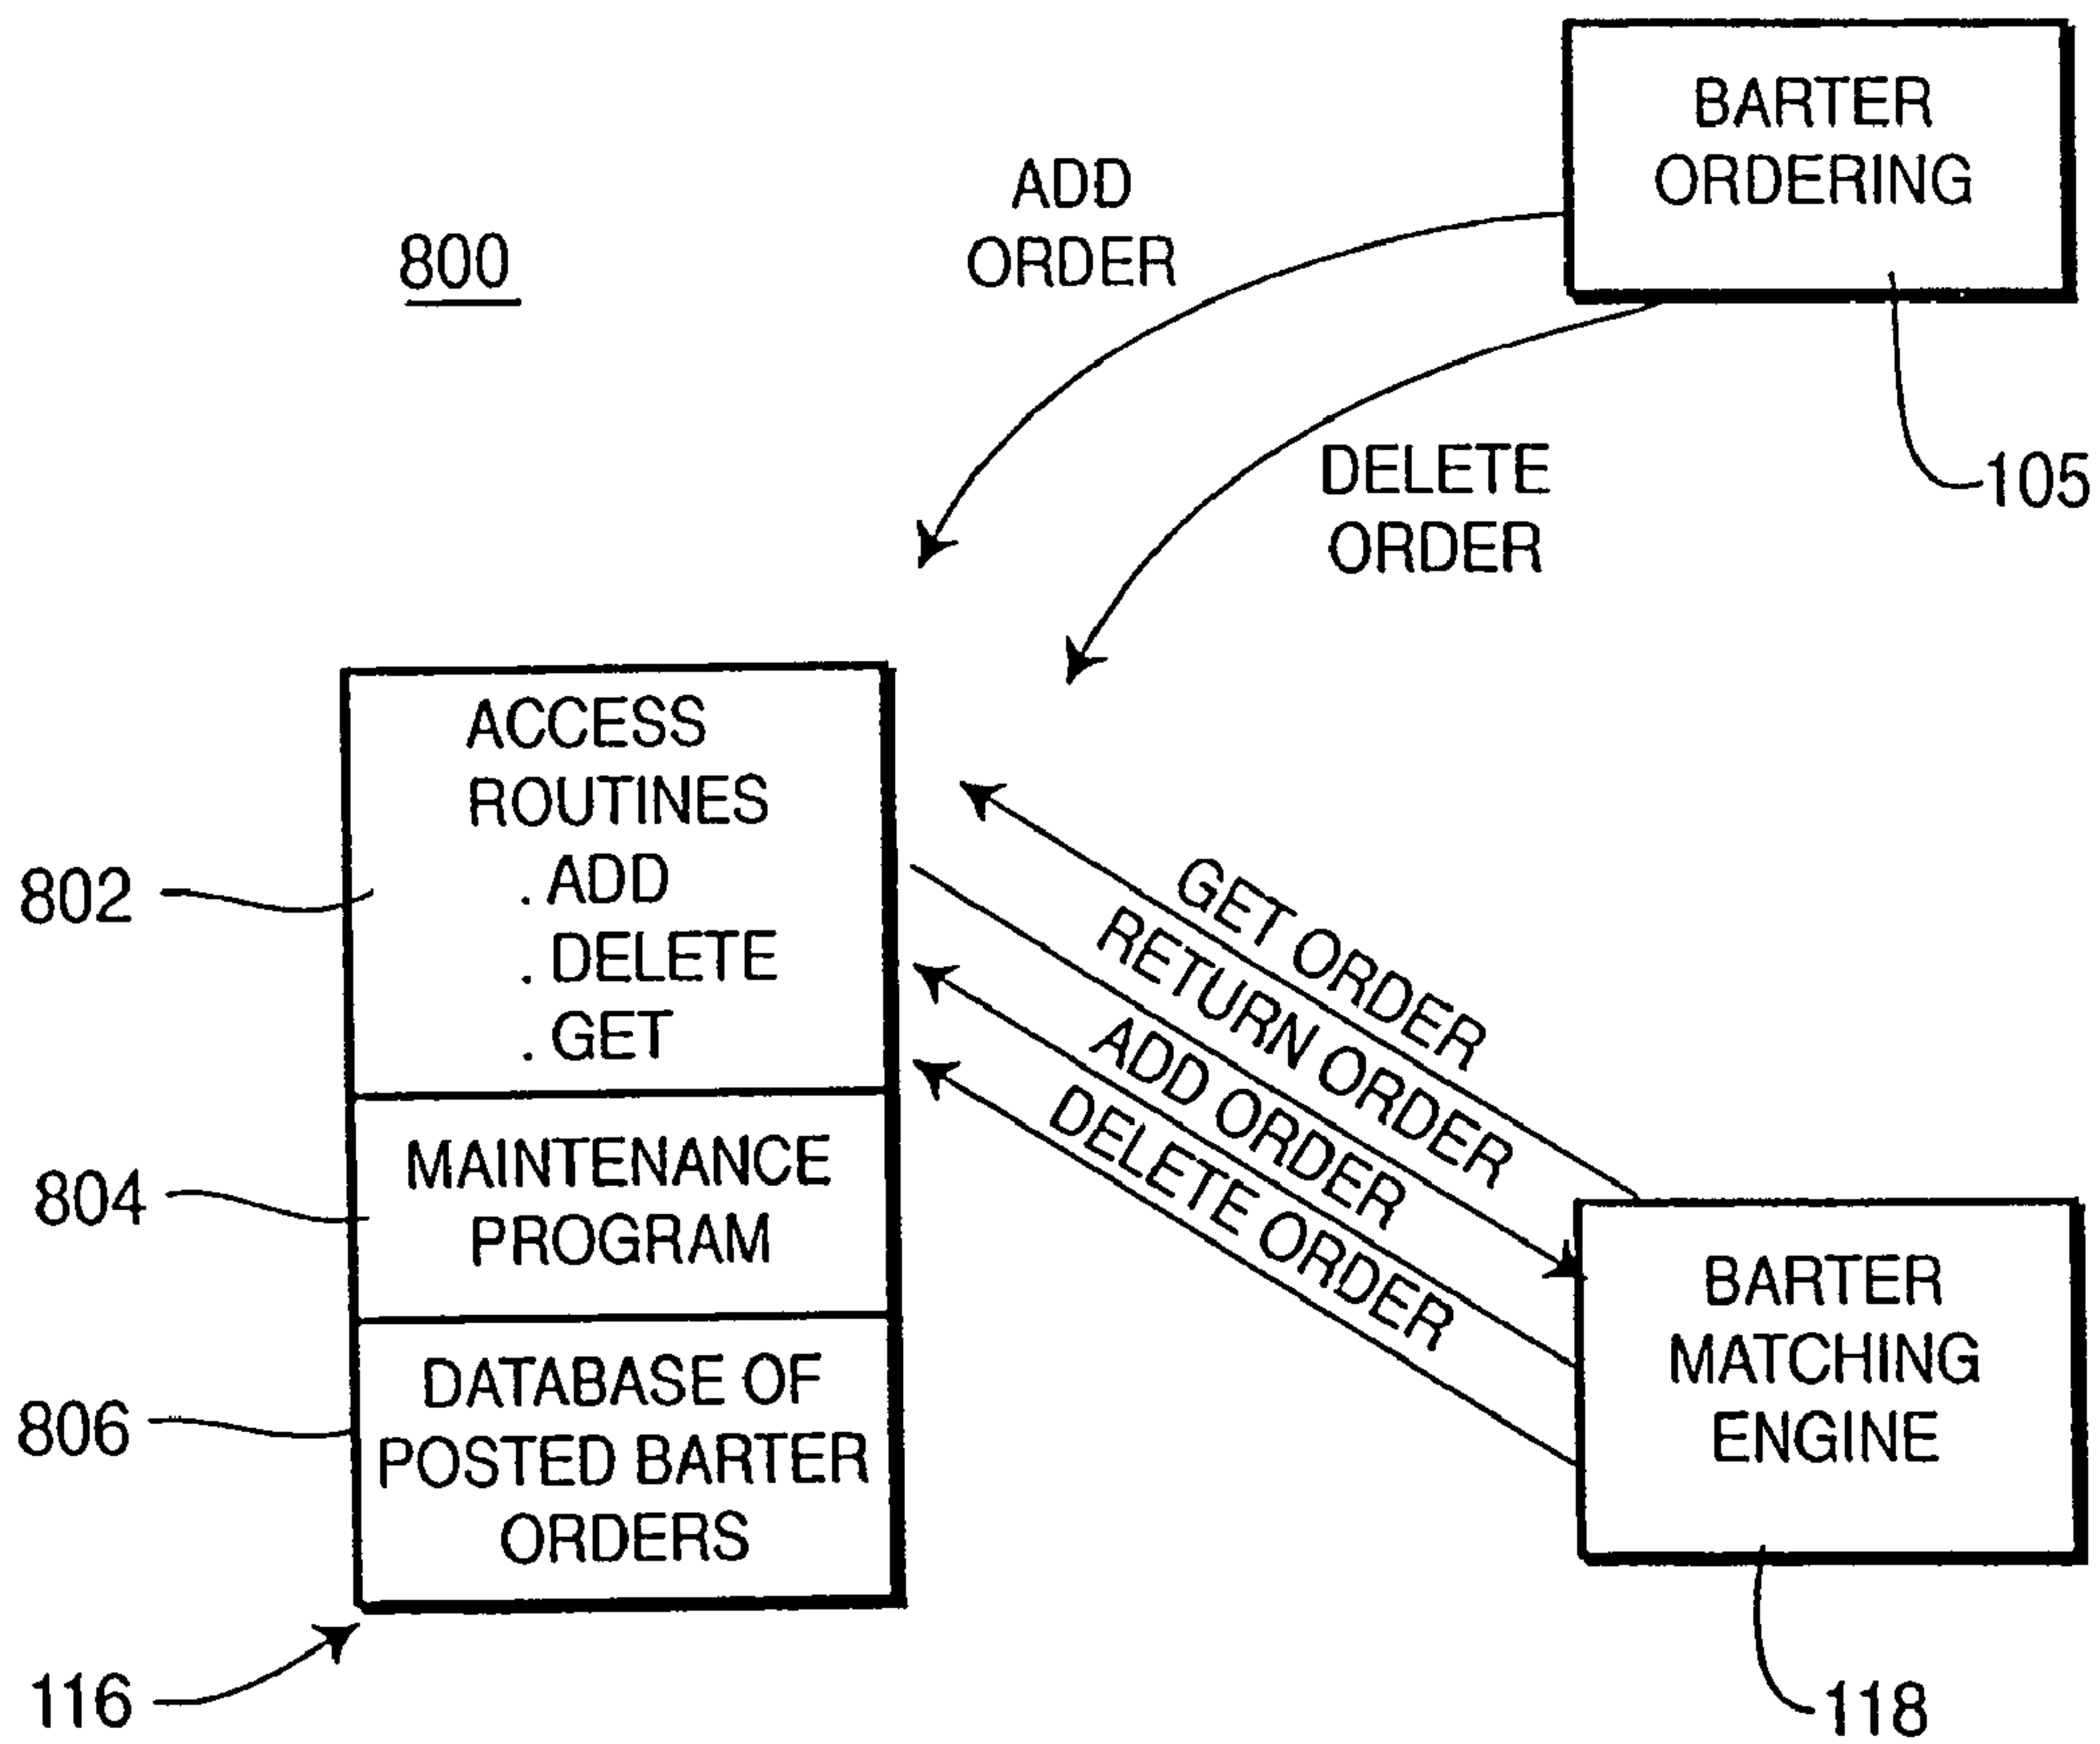 BARTER
ORDERING
ADD
ORDER
800
DELETE
ORDER
105
ACCESS
ROUTINES
. ADD
. DELETE
. GET
802
GET ORDER
RETURN ORDER
ADD ORDER
DELETE ORDER
MAINTENANCE
PROGRAM
804
DATABASE OF
POSTED BARTER
ORDERS
806
BARTER
MATCHING
ENGINE
116
118